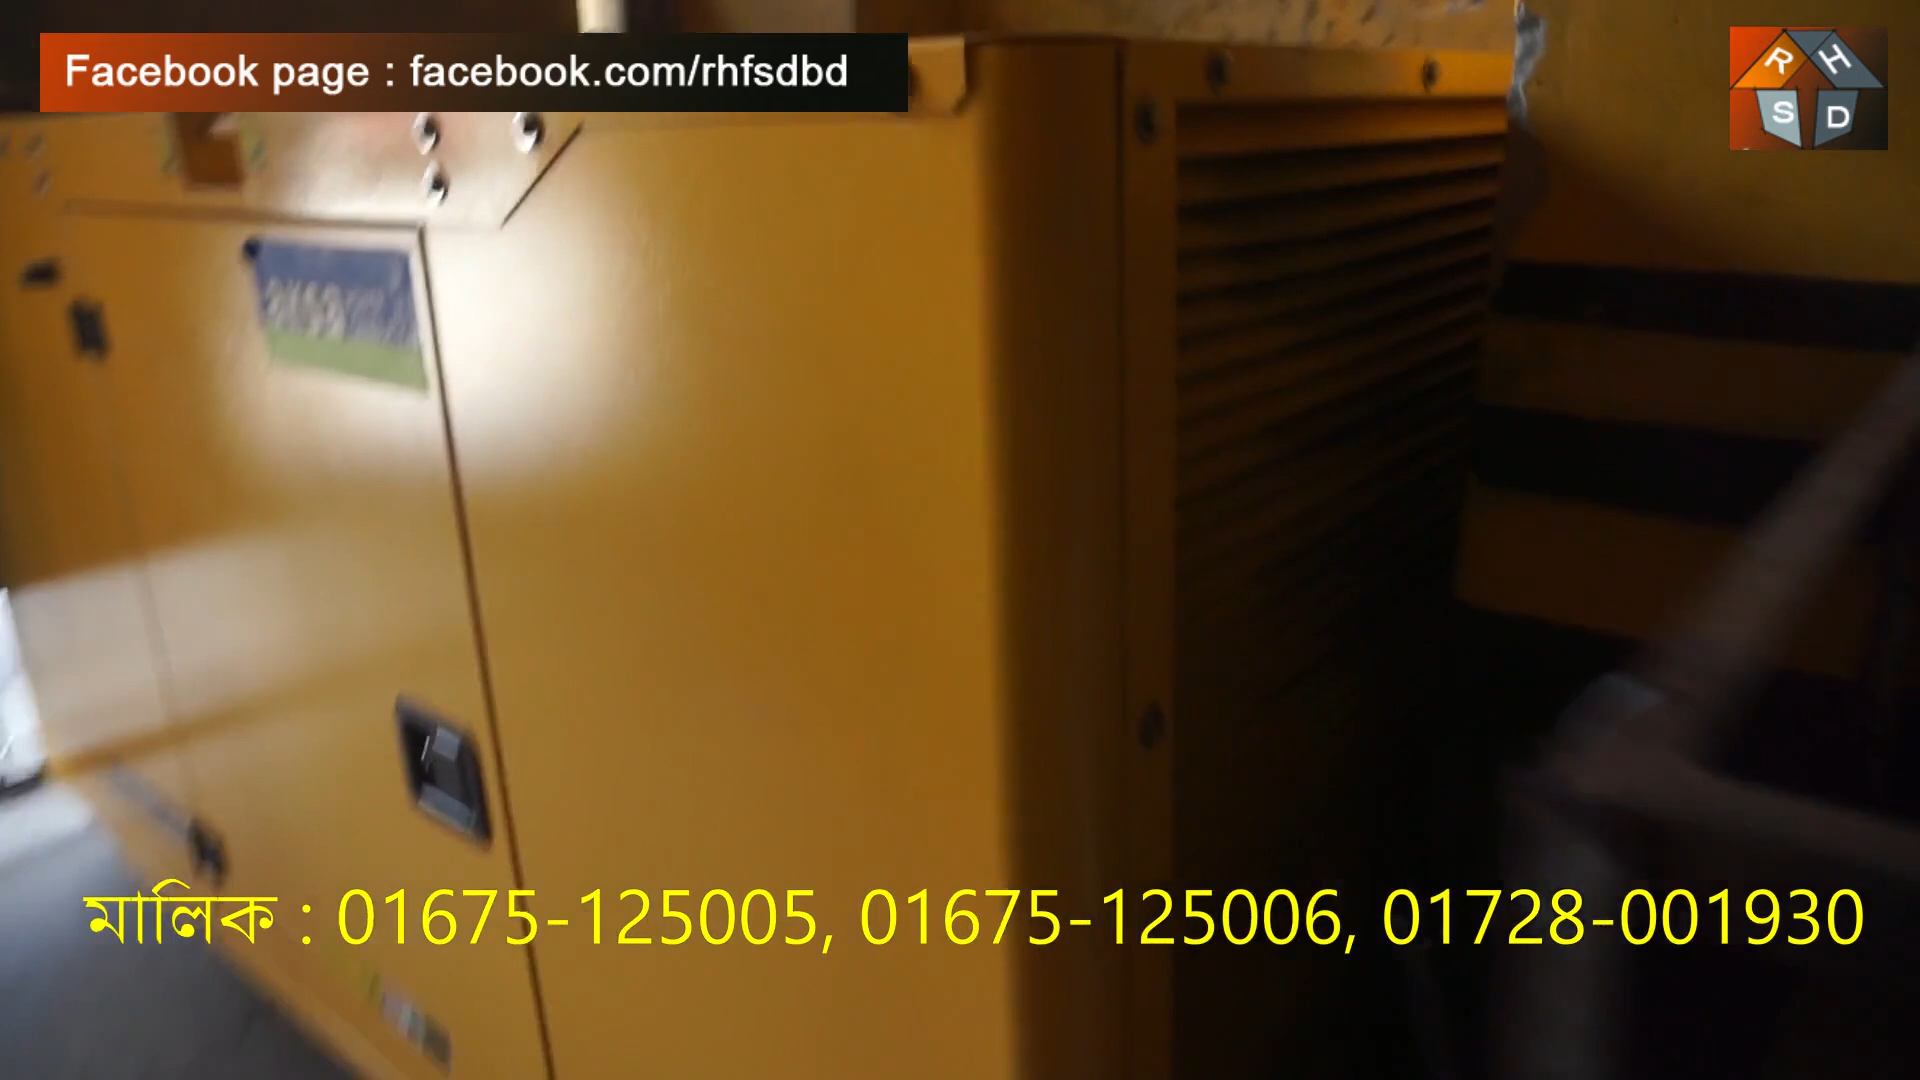 Facebook page : facebook.com/rhfsdbd
R H
S D
মালিক : 01675-125005, 01675-125006, 01728-001930